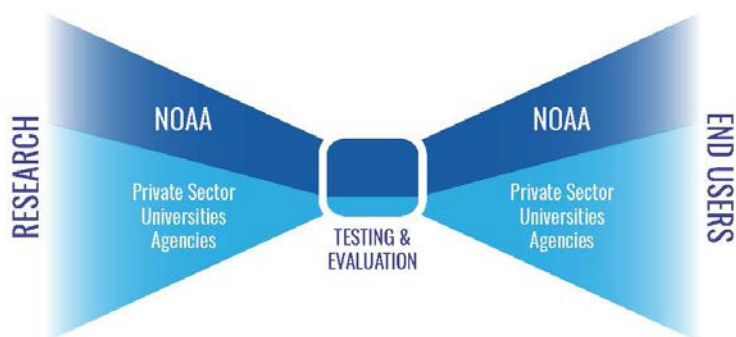 RESEARCH
NOAA
Private Sector
Universities
Agencies
TESTING &
EVALUATION
NOAA
Private Sector
Universities
Agencies
END USERS